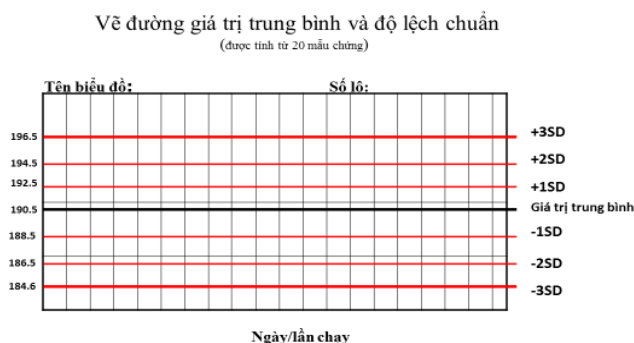 Vẽ đường giá trị trung bình và độ lệch chuẩn
(được tính từ 20 mẫu chứng)
Tên biểu đồ: Số lô:
196.5 +3SD
194.5 +2SD
192.5 +1SD
190.5 Giá trị trung bình
188.5 -1SD
186.5 -2SD
184.6 -3SD
Ngày/lần chạy